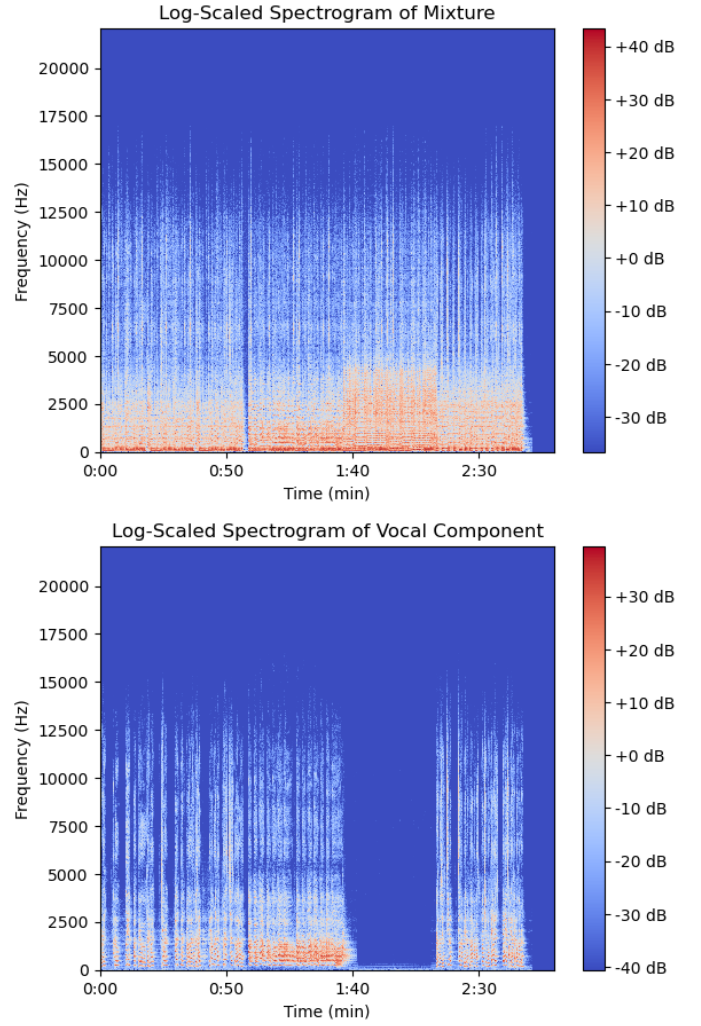 Log-Scaled Spectrogram of Mixture
20000
17500
15000
12500
10000
7500
5000
2500
0
Frequency (Hz)
0:00 0:50 1:40 2:30
Time (min)
+40 dB
+30 dB
+20 dB
+10 dB
+0 dB
-10 dB
-20 dB
-30 dB
Log-Scaled Spectrogram of Vocal Component
20000
17500
15000
12500
10000
7500
5000
2500
0
Frequency (Hz)
0:00 0:50 1:40 2:30
Time (min)
+30 dB
+20 dB
+10 dB
+0 dB
-10 dB
-20 dB
-30 dB
-40 dB